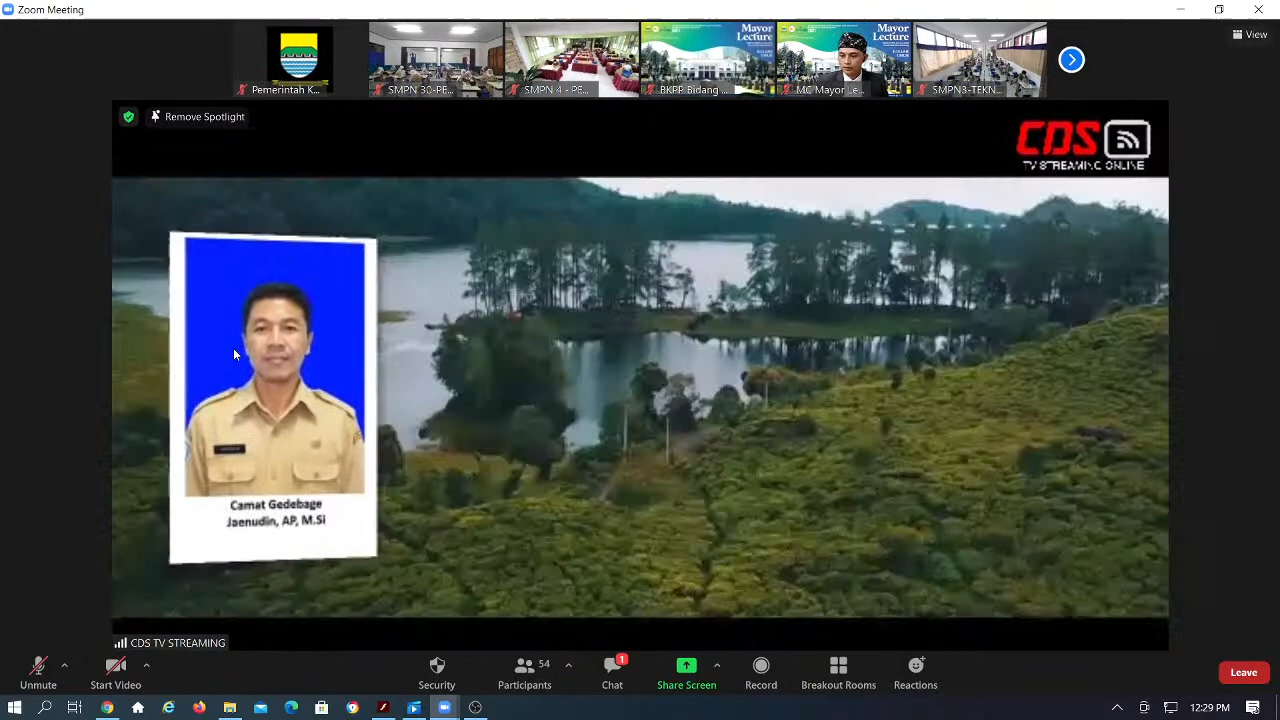 Zoom Meeting
View
Pemerintah K...
SMPN 30-PE...
SMPN 4 - PE...
BKPP Bidang ...
MC Mayor Le...
SMPN8-TEKN...
Mayor
Lecture
Mayor
Lecture
Remove Spotlight
CDS
TV STREAMING ONLINE
Camat Gedebage
Jaenudin, AP, M.Si
CDS TV STREAMING
Unmute
Start Video
Security
Participants
54
Chat
1
Share Screen
Record
Breakout Rooms
Reactions
Leave
12:29 PM